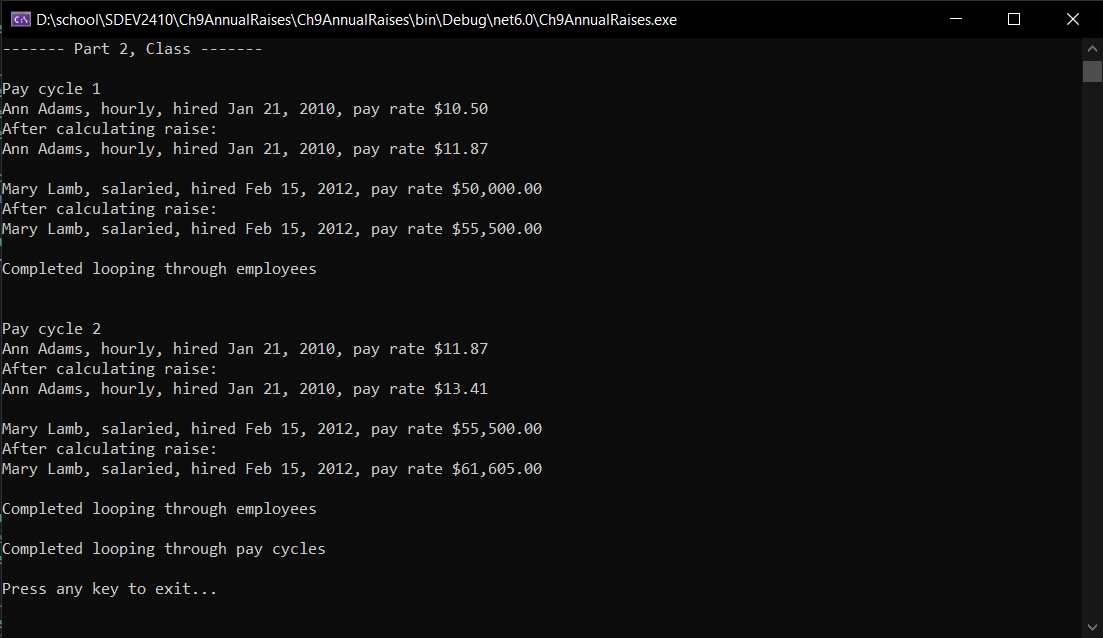 D:\school\SDEV2410\Ch9AnnualRaises\Ch9AnnualRaises\bin\Debug\net6.0\Ch9AnnualRaises.exe
------- Part 2, Class -------
Pay cycle 1
Ann Adams, hourly, hired Jan 21, 2010, pay rate $10.50
After calculating raise:
Ann Adams, hourly, hired Jan 21, 2010, pay rate $11.87
Mary Lamb, salaried, hired Feb 15, 2012, pay rate $50,000.00
After calculating raise:
Mary Lamb, salaried, hired Feb 15, 2012, pay rate $55,500.00
Completed looping through employees
Pay cycle 2
Ann Adams, hourly, hired Jan 21, 2010, pay rate $11.87
After calculating raise:
Ann Adams, hourly, hired Jan 21, 2010, pay rate $13.41
Mary Lamb, salaried, hired Feb 15, 2012, pay rate $55,500.00
After calculating raise:
Mary Lamb, salaried, hired Feb 15, 2012, pay rate $61,605.00
Completed looping through employees
Completed looping through pay cycles
Press any key to exit...